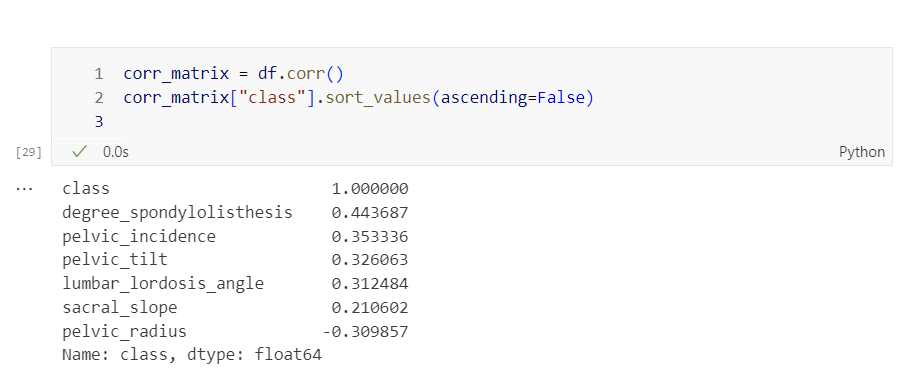 1 corr_matrix = df.corr()
2 corr_matrix["class"].sort_values(ascending=False)
3
[29] ✓ 0.0s Python
... class 1.000000
degree_spondylolisthesis 0.443687
pelvic_incidence 0.353336
pelvic_tilt 0.326063
lumbar_lordosis_angle 0.312484
sacral_slope 0.210602
pelvic_radius -0.309857
Name: class, dtype: float64